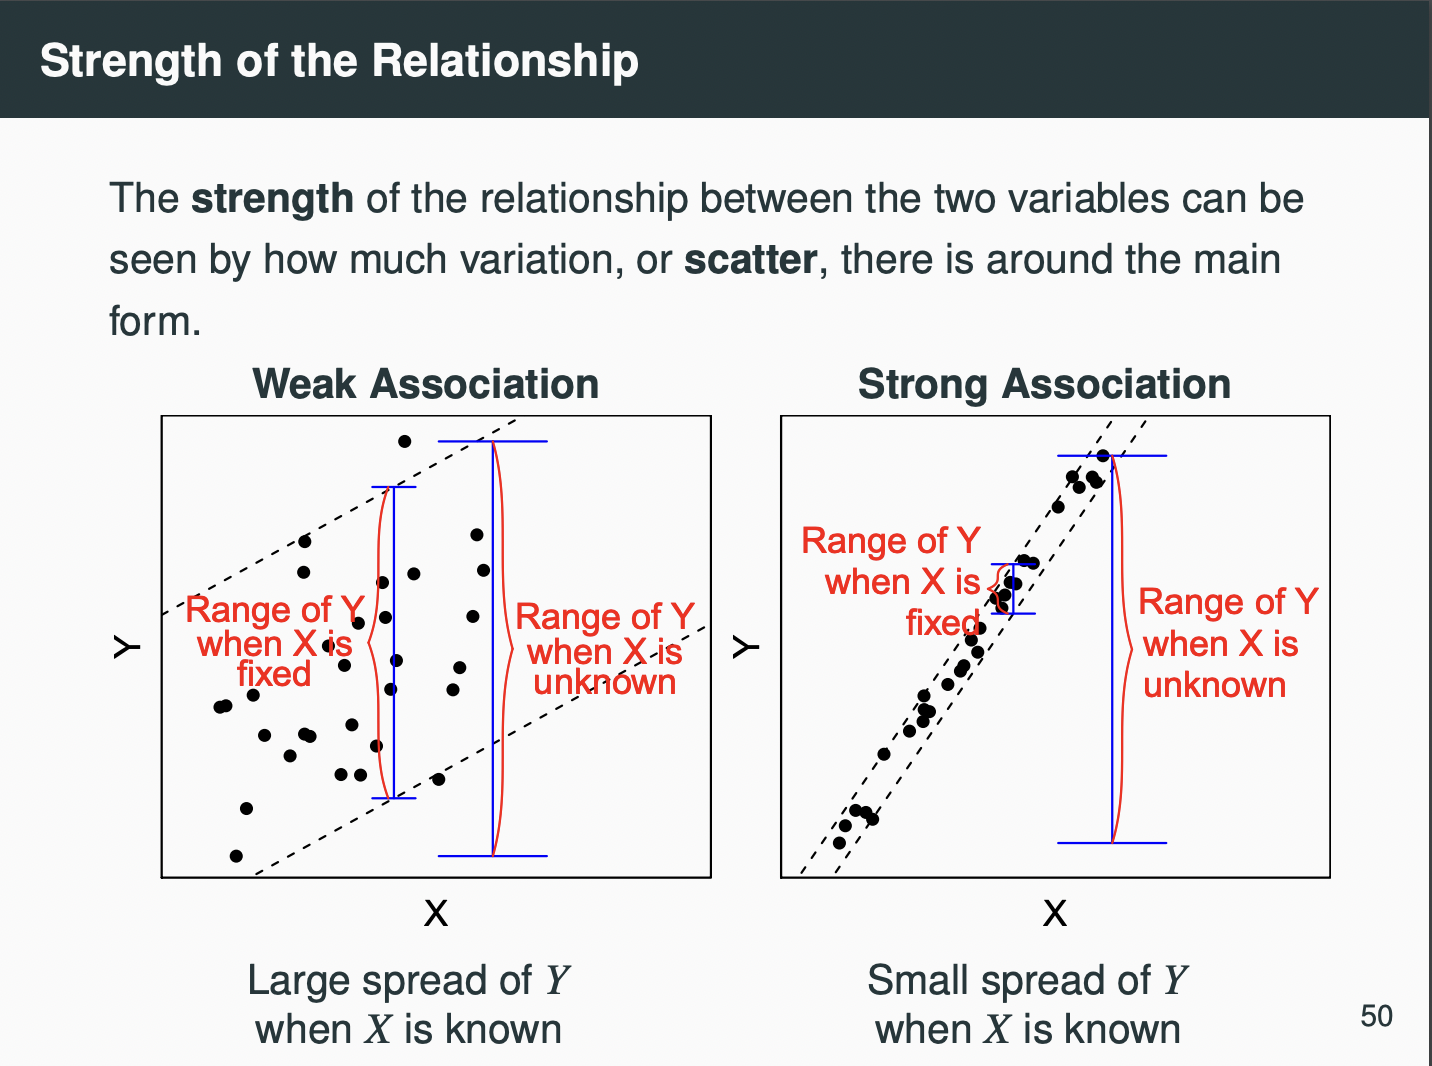 Strength of the Relationship
The strength of the relationship between the two variables can be
seen by how much variation, or scatter, there is around the main
form.
Weak Association
Y
Range of Y
when X is
fixed
Range of Y
when X is
unknown
X
Large spread of Y
when X is known
Strong Association
Y
Range of Y
when X is
fixed
Range of Y
when X is
unknown
X
Small spread of Y
when X is known
50